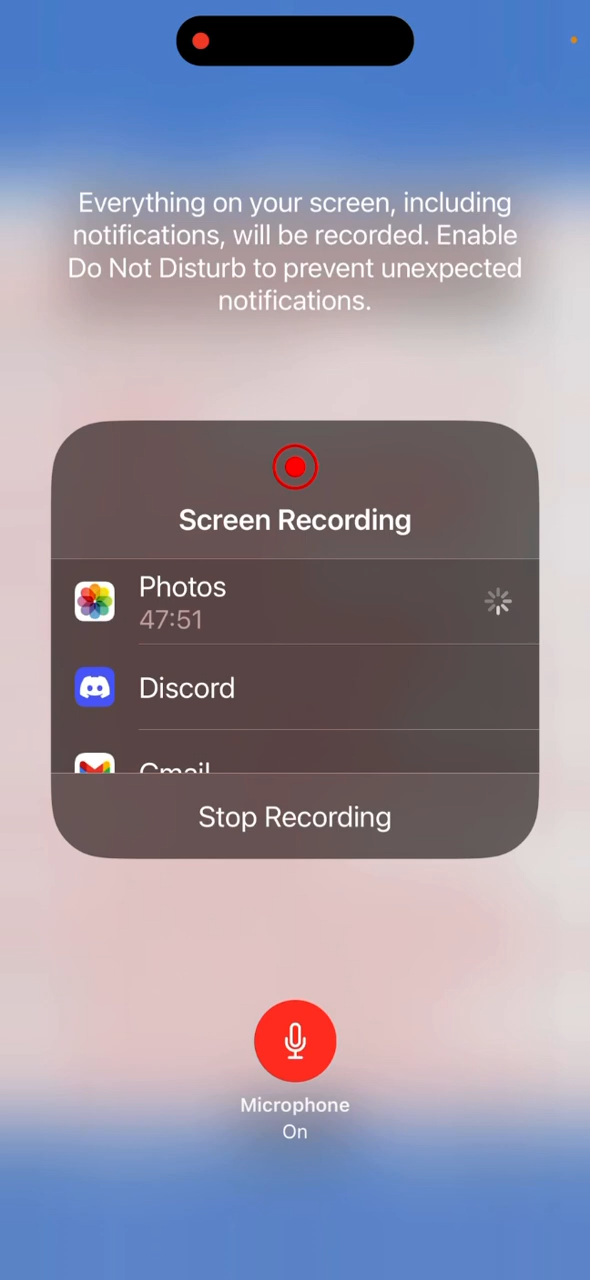 Everything on your screen, including
notifications, will be recorded. Enable
Do Not Disturb to prevent unexpected
notifications.
Screen Recording
Photos
47:51
Discord
Gmail
Stop Recording
Microphone
On